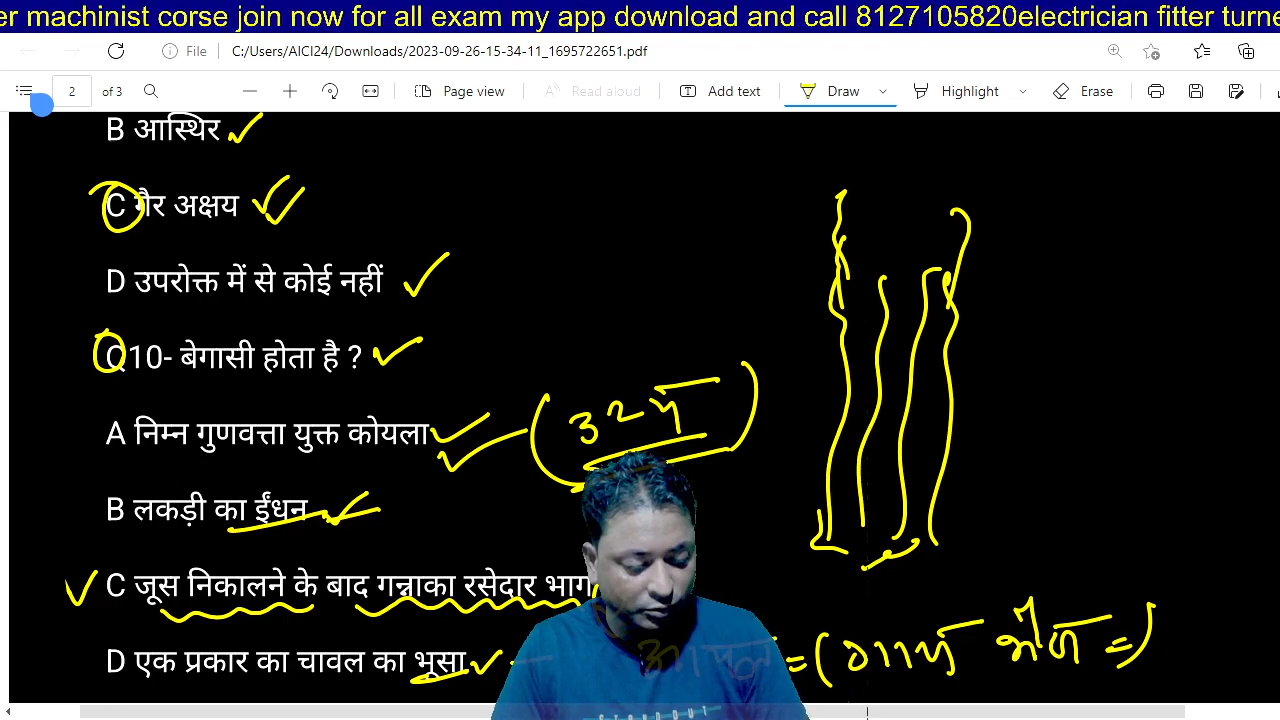 er machinist corse join now for all exam my app download and call 8127105820electrician fitter turne
File C:/Users/AICI24/Downloads/2023-09-26-15-34-11_1695722651.pdf
2 of 3 Page view Read aloud Add text Draw Highlight Erase
B आस्थिर
C गैर अक्षय
D उपरोक्त में से कोई नहीं
Q10- बेगासी होता है ?
A निम्न गुणवत्ता युक्त कोयला
B लकड़ी का ईंधन
C जूस निकालने के बाद गन्नाका रसेदार भाग
D एक प्रकार का चावल का भूसा